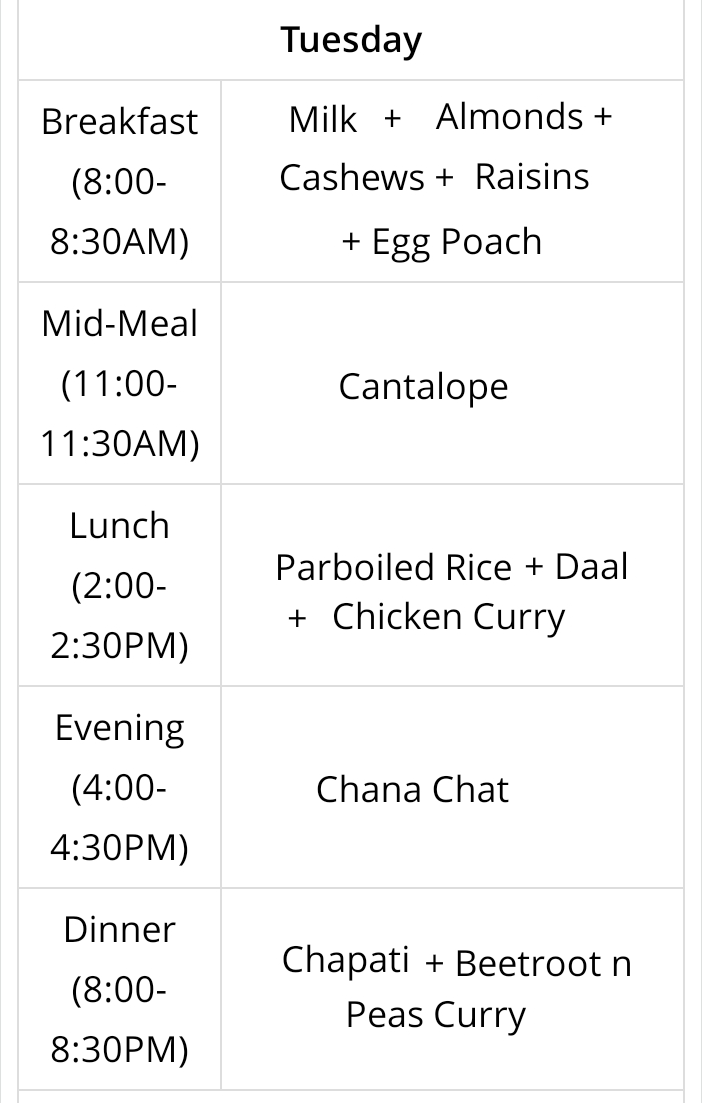 Tuesday
Breakfast
(8:00-
8:30AM)
Milk + Almonds +
Cashews + Raisins
+ Egg Poach
Mid-Meal
(11:00-
11:30AM)
Cantalope
Lunch
(2:00-
2:30PM)
Parboiled Rice + Daal
+ Chicken Curry
Evening
(4:00-
4:30PM)
Chana Chat
Dinner
(8:00-
8:30PM)
Chapati + Beetroot n
Peas Curry